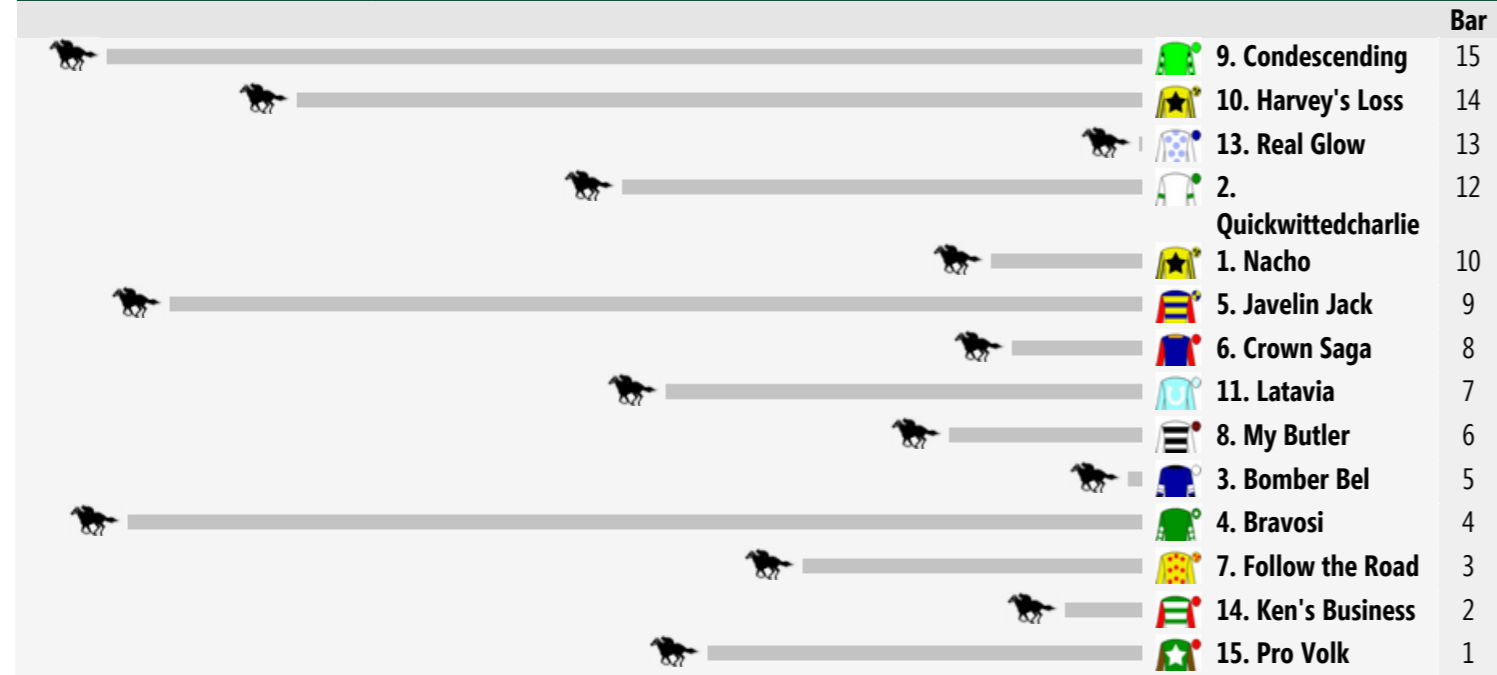 Bar
9. Condescending 15
10. Harvey's Loss 14
13. Real Glow 13
2. 12
Quickwittedcharlie
1. Nacho 10
5. Javelin Jack 9
6. Crown Saga 8
11. Latavia 7
8. My Butler 6
3. Bomber Bel 5
4. Bravosi 4
7. Follow the Road 3
14. Ken's Business 2
15. Pro Volk 1